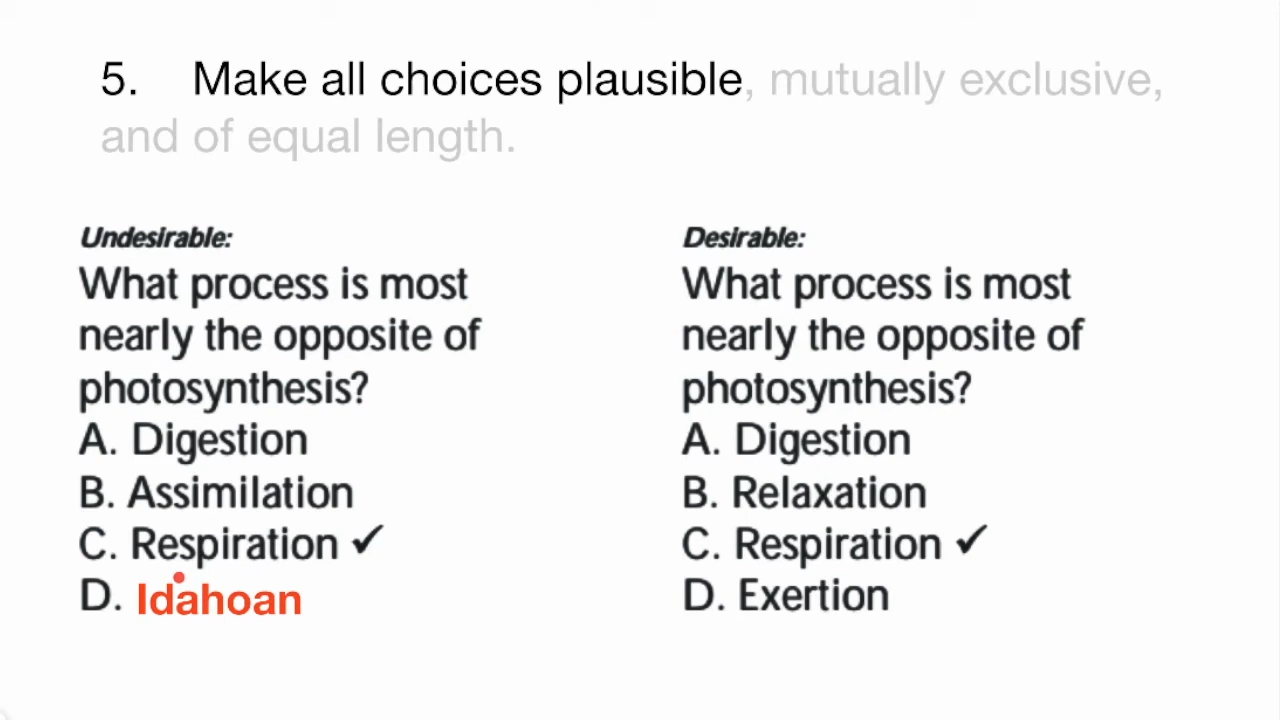 5. Make all choices plausible, mutually exclusive,
and of equal length.
Undesirable:
What process is most
nearly the opposite of
photosynthesis?
A. Digestion
B. Assimilation
C. Respiration ✓
D. Idahoan
Desirable:
What process is most
nearly the opposite of
photosynthesis?
A. Digestion
B. Relaxation
C. Respiration ✓
D. Exertion